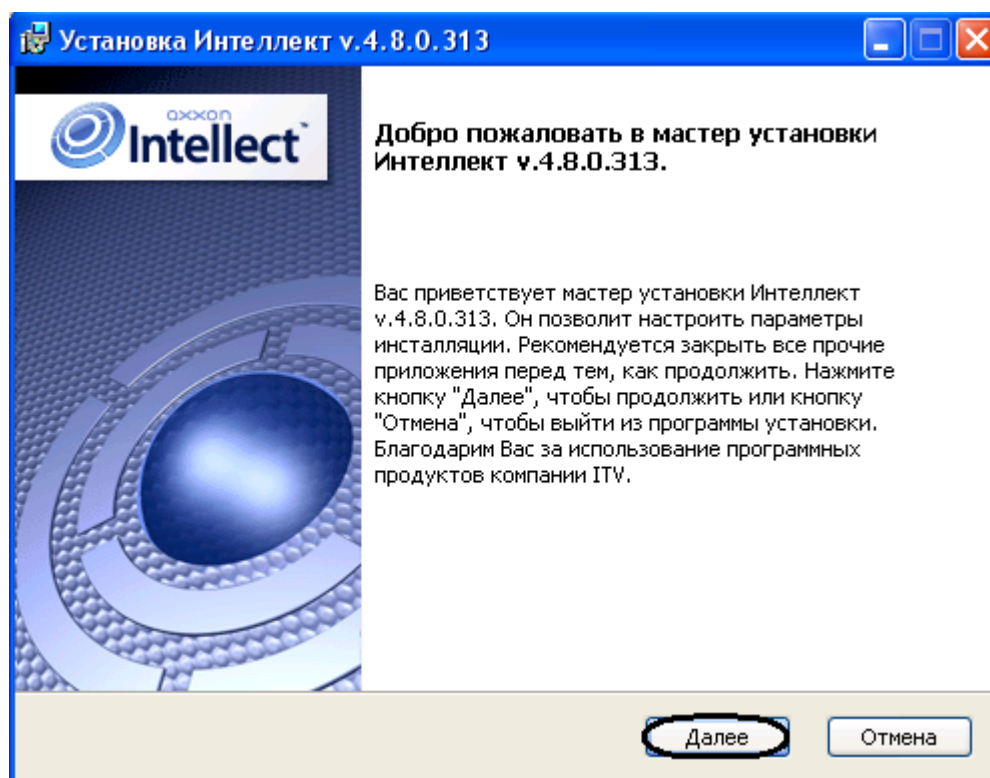 Установка Интеллект v.4.8.0.313
axxon
Intellect™
Добро пожаловать в мастер установки
Интеллект v.4.8.0.313.
Вас приветствует мастер установки Интеллект
v.4.8.0.313. Он позволит настроить параметры
инсталляции. Рекомендуется закрыть все прочие
приложения перед тем, как продолжить. Нажмите
кнопку "Далее", чтобы продолжить или кнопку
"Отмена", чтобы выйти из программы установки.
Благодарим Вас за использование программных
продуктов компании ITV.
Далее
Отмена